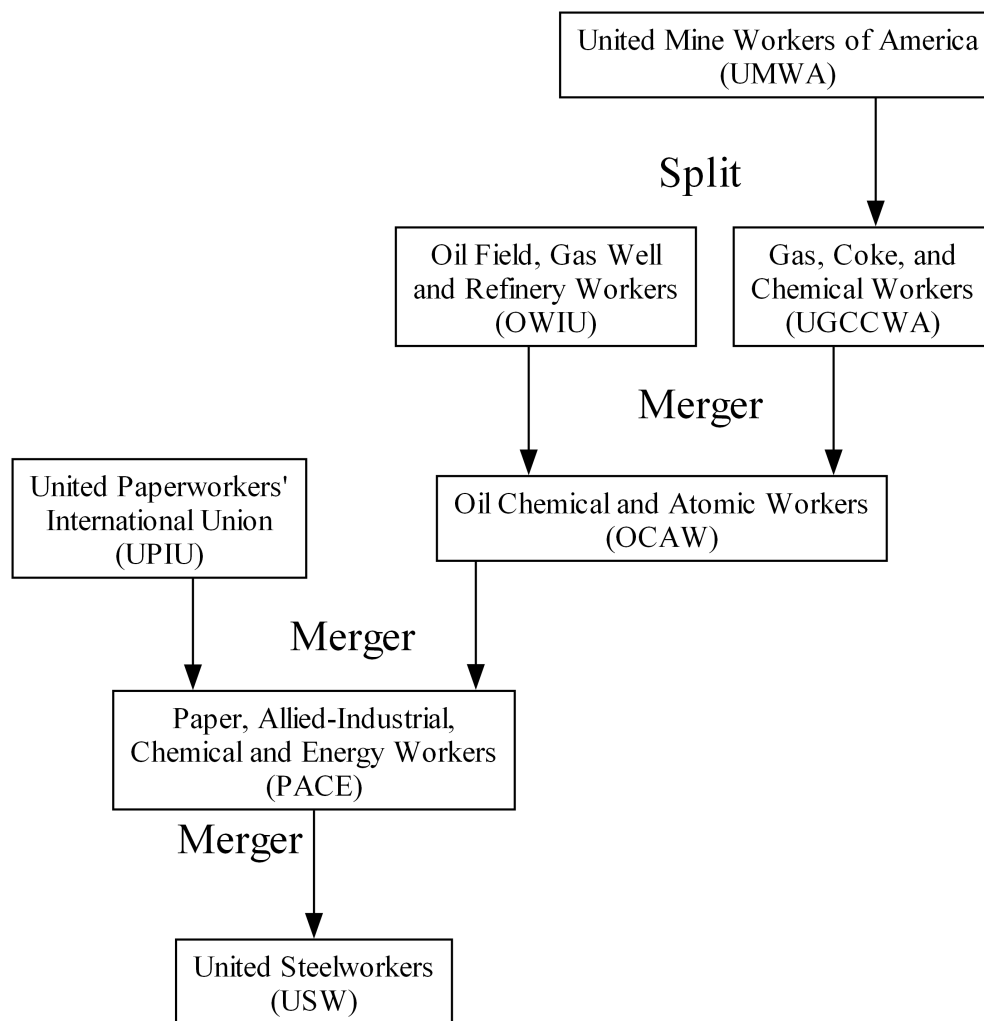 United Mine Workers of America
(UMWA)
Split
Oil Field, Gas Well
and Refinery Workers
(OWIU)
Gas, Coke, and
Chemical Workers
(UGCCWA)
Merger
United Paperworkers'
International Union
(UPIU)
Oil Chemical and Atomic Workers
(OCAW)
Merger
Paper, Allied-Industrial,
Chemical and Energy Workers
(PACE)
Merger
United Steelworkers
(USW)